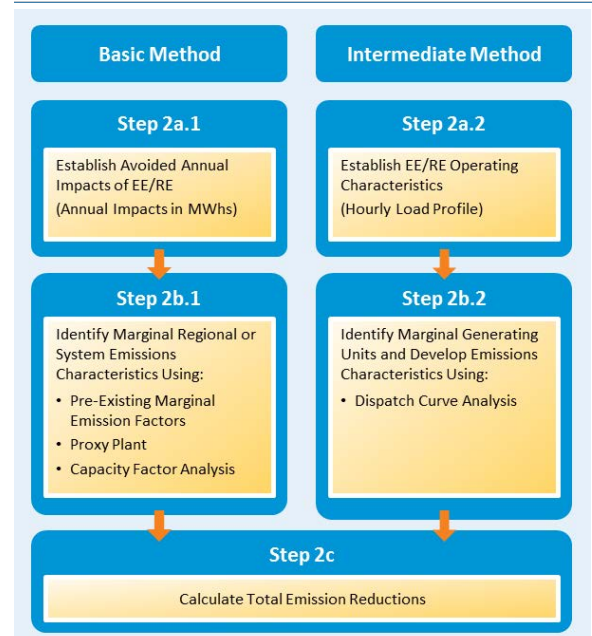 Basic Method
Intermediate Method
Step 2a.1
Establish Avoided Annual
Impacts of EE/RE
(Annual Impacts in MWhs)
Step 2a.2
Establish EE/RE Operating
Characteristics
(Hourly Load Profile)
Step 2b.1
Identify Marginal Regional or
System Emissions
Characteristics Using:
• Pre-Existing Marginal
Emission Factors
• Proxy Plant
• Capacity Factor Analysis
Step 2b.2
Identify Marginal Generating
Units and Develop Emissions
Characteristics Using:
• Dispatch Curve Analysis
Step 2c
Calculate Total Emission Reductions